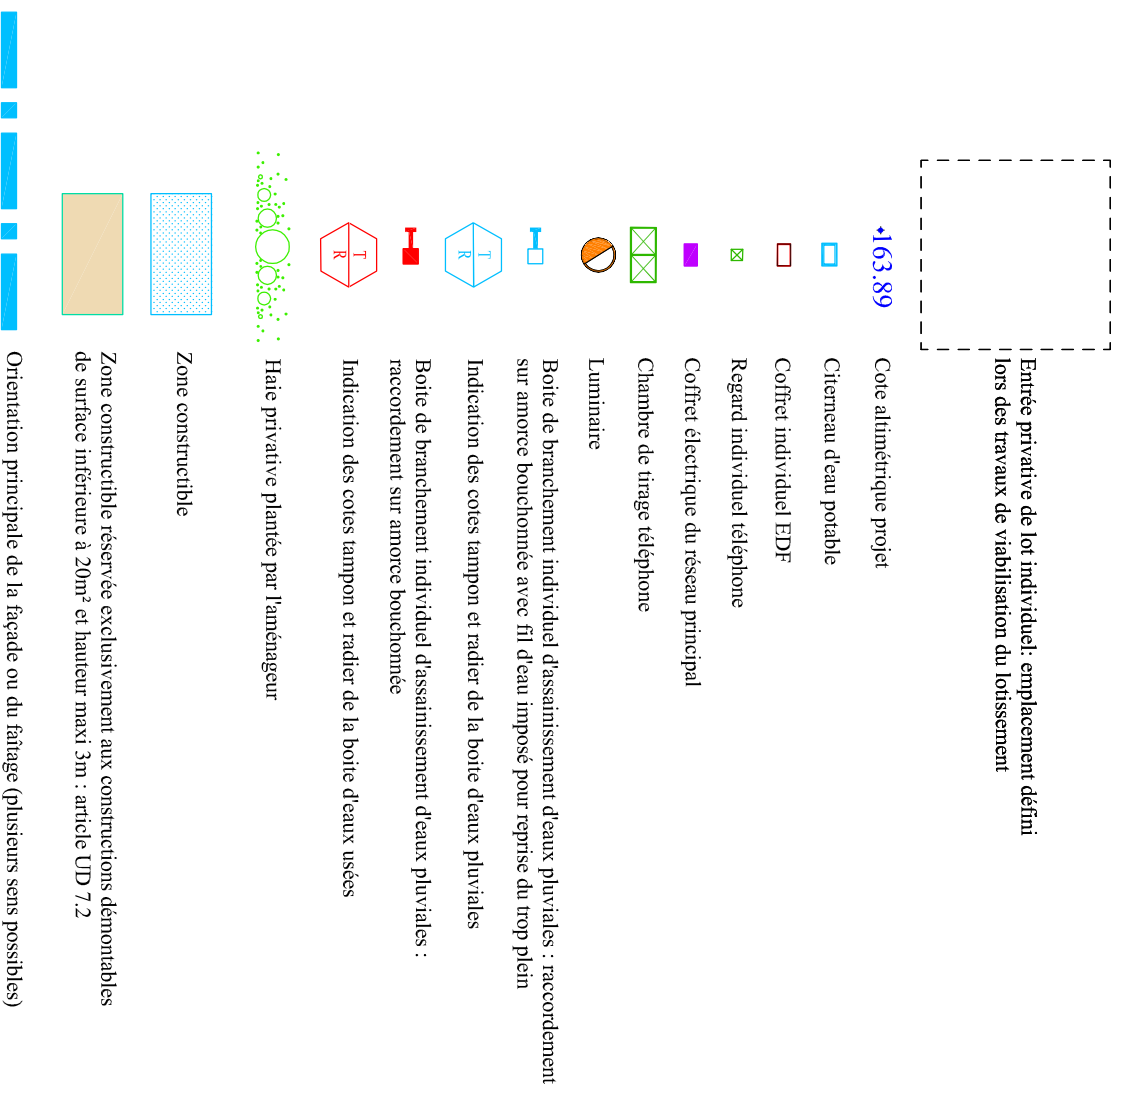 Entrée privative de lot individuel: emplacement défini
lors des travaux de viabilisation du lotissement
163.89
Cote altimétrique projet
Citerneau d'eau potable
Coffret individuel EDF
Regard individuel téléphone
Coffret électrique du réseau principal
Chambre de tirage téléphone
Luminaire
Boite de branchement individuel d'assainissement d'eaux pluviales : raccordement
sur amorce bouchonnée avec fil d'eau imposé pour reprise du trop plein
T
R
Indication des cotes tampon et radier de la boite d'eaux pluviales
Boite de branchement individuel d'assainissement d'eaux pluviales :
raccordement sur amorce bouchonnée
T
R
Indication des cotes tampon et radier de la boite d'eaux usées
Haie privative plantée par l'aménageur
Zone constructible
Zone constructible réservée exclusivement aux constructions démontables
de surface inférieure à 20m² et hauteur maxi 3m : article UD 7.2
Orientation principale de la façade ou du faîtage (plusieurs sens possibles)